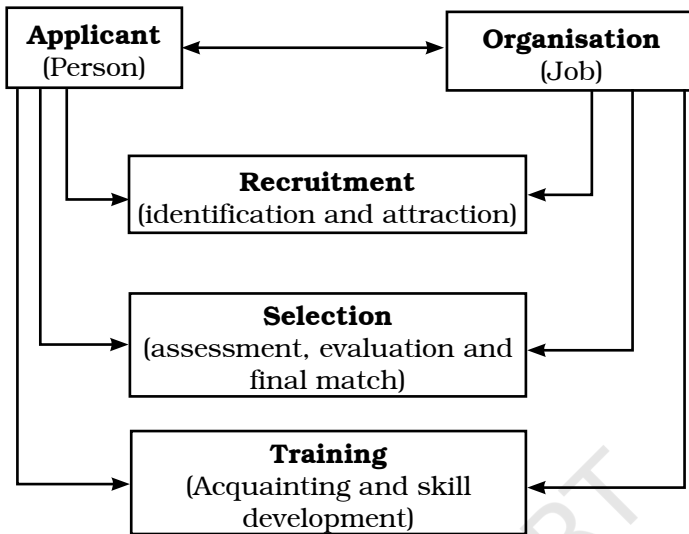 Applicant
(Person)
Organisation
(Job)
Recruitment
(identification and attraction)
Selection
(assessment, evaluation and
final match)
Training
(Acquainting and skill
development)